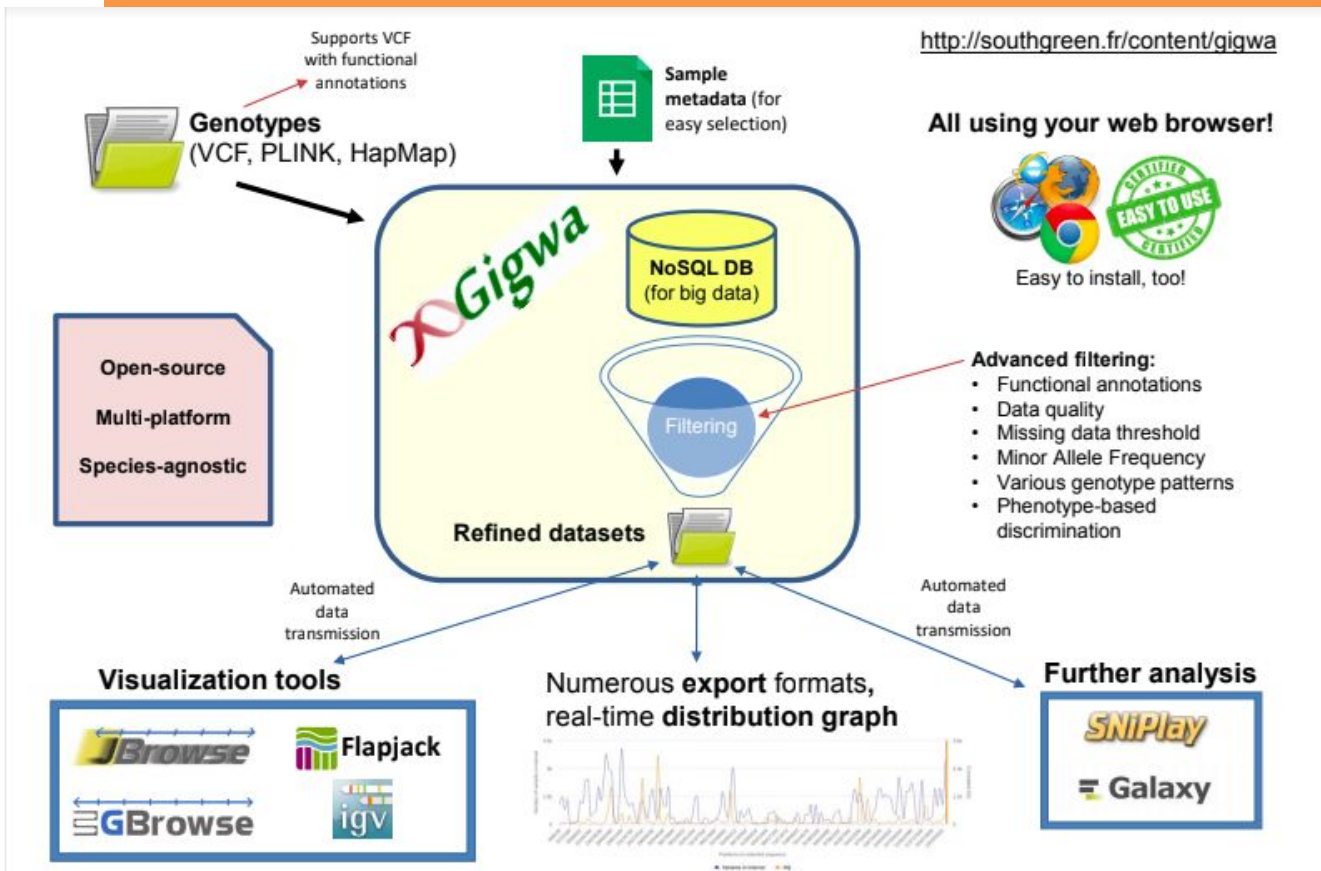 Supports VCF
with functional
annotations
Genotypes
(VCF, PLINK, HapMap)
Sample
metadata (for
easy selection)
http://southgreen.fr/content/gigwa
All using your web browser!
CERTIFIED
EASY TO USE
CERTIFIED
Easy to install, too!
Gigwa
NoSQL DB
(for big data)
Filtering
Refined datasets
Open-source
Multi-platform
Species-agnostic
Advanced filtering:
• Functional annotations
• Data quality
• Missing data threshold
• Minor Allele Frequency
• Various genotype patterns
• Phenotype-based
discrimination
Automated
data
transmission
Automated
data
transmission
Visualization tools
JBrowse
Flapjack
GBrowse
igv
Numerous export formats,
real-time distribution graph
Further analysis
SNiPlay
Galaxy